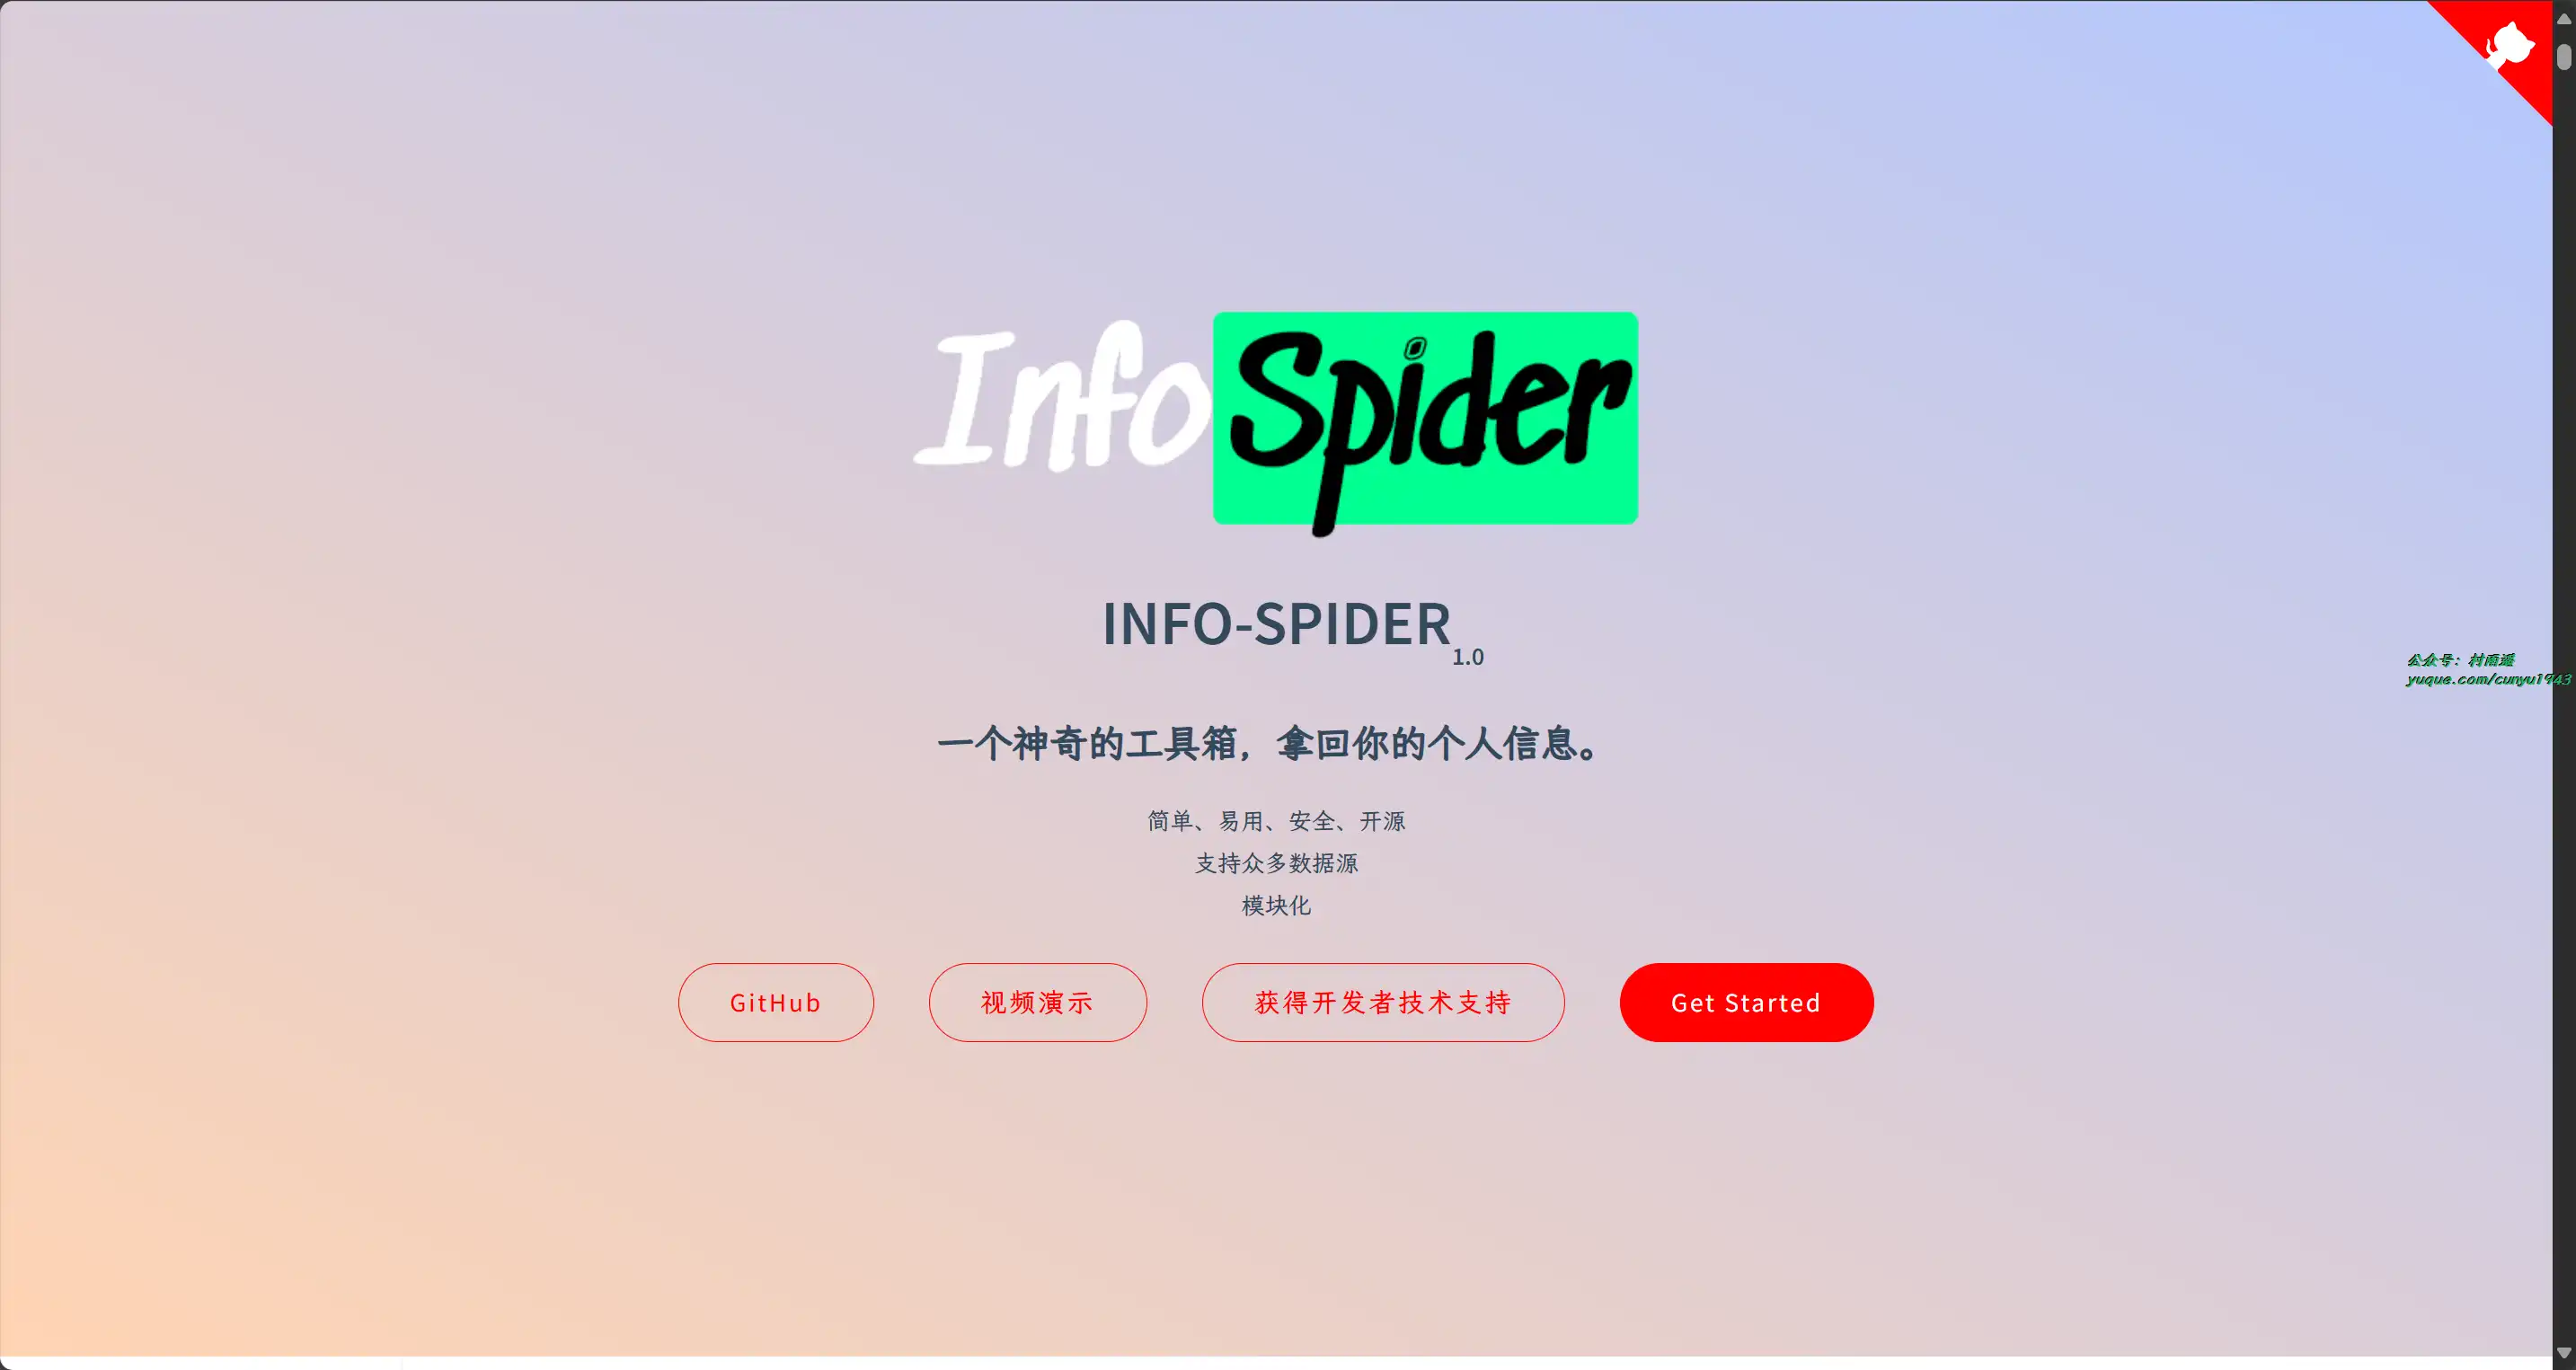 Info Spider
INFO-SPIDER 1.0
一个神奇的工具箱，拿回你的个人信息。
简单、易用、安全、开源
支持众多数据源
模块化
GitHub 视频演示 获得开发者技术支持 Get Started
公众号：村雨遥
yuque.com/cunyu1943